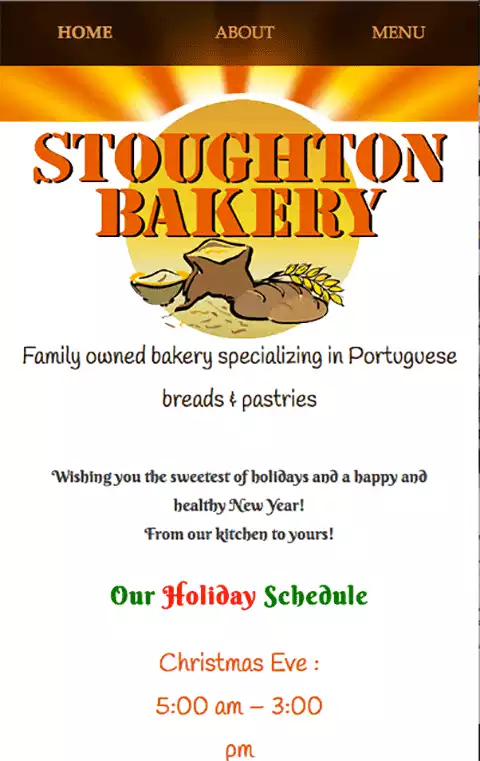 HOME ABOUT MENU
STOUGHTON
BAKERY
Family owned bakery specializing in Portuguese
breads & pastries
Wishing you the sweetest of holidays and a happy and
healthy New Year!
From our kitchen to yours!
Our Holiday Schedule
Christmas Eve :
5:00 am – 3:00
pm